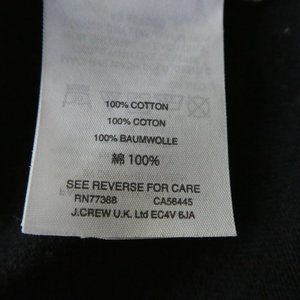 100% COTTON
100% COTON
100% BAUMWOLLE
綿 100%
SEE REVERSE FOR CARE
RN77388 CA56445
J.CREW U.K. Ltd EC4V 6JA